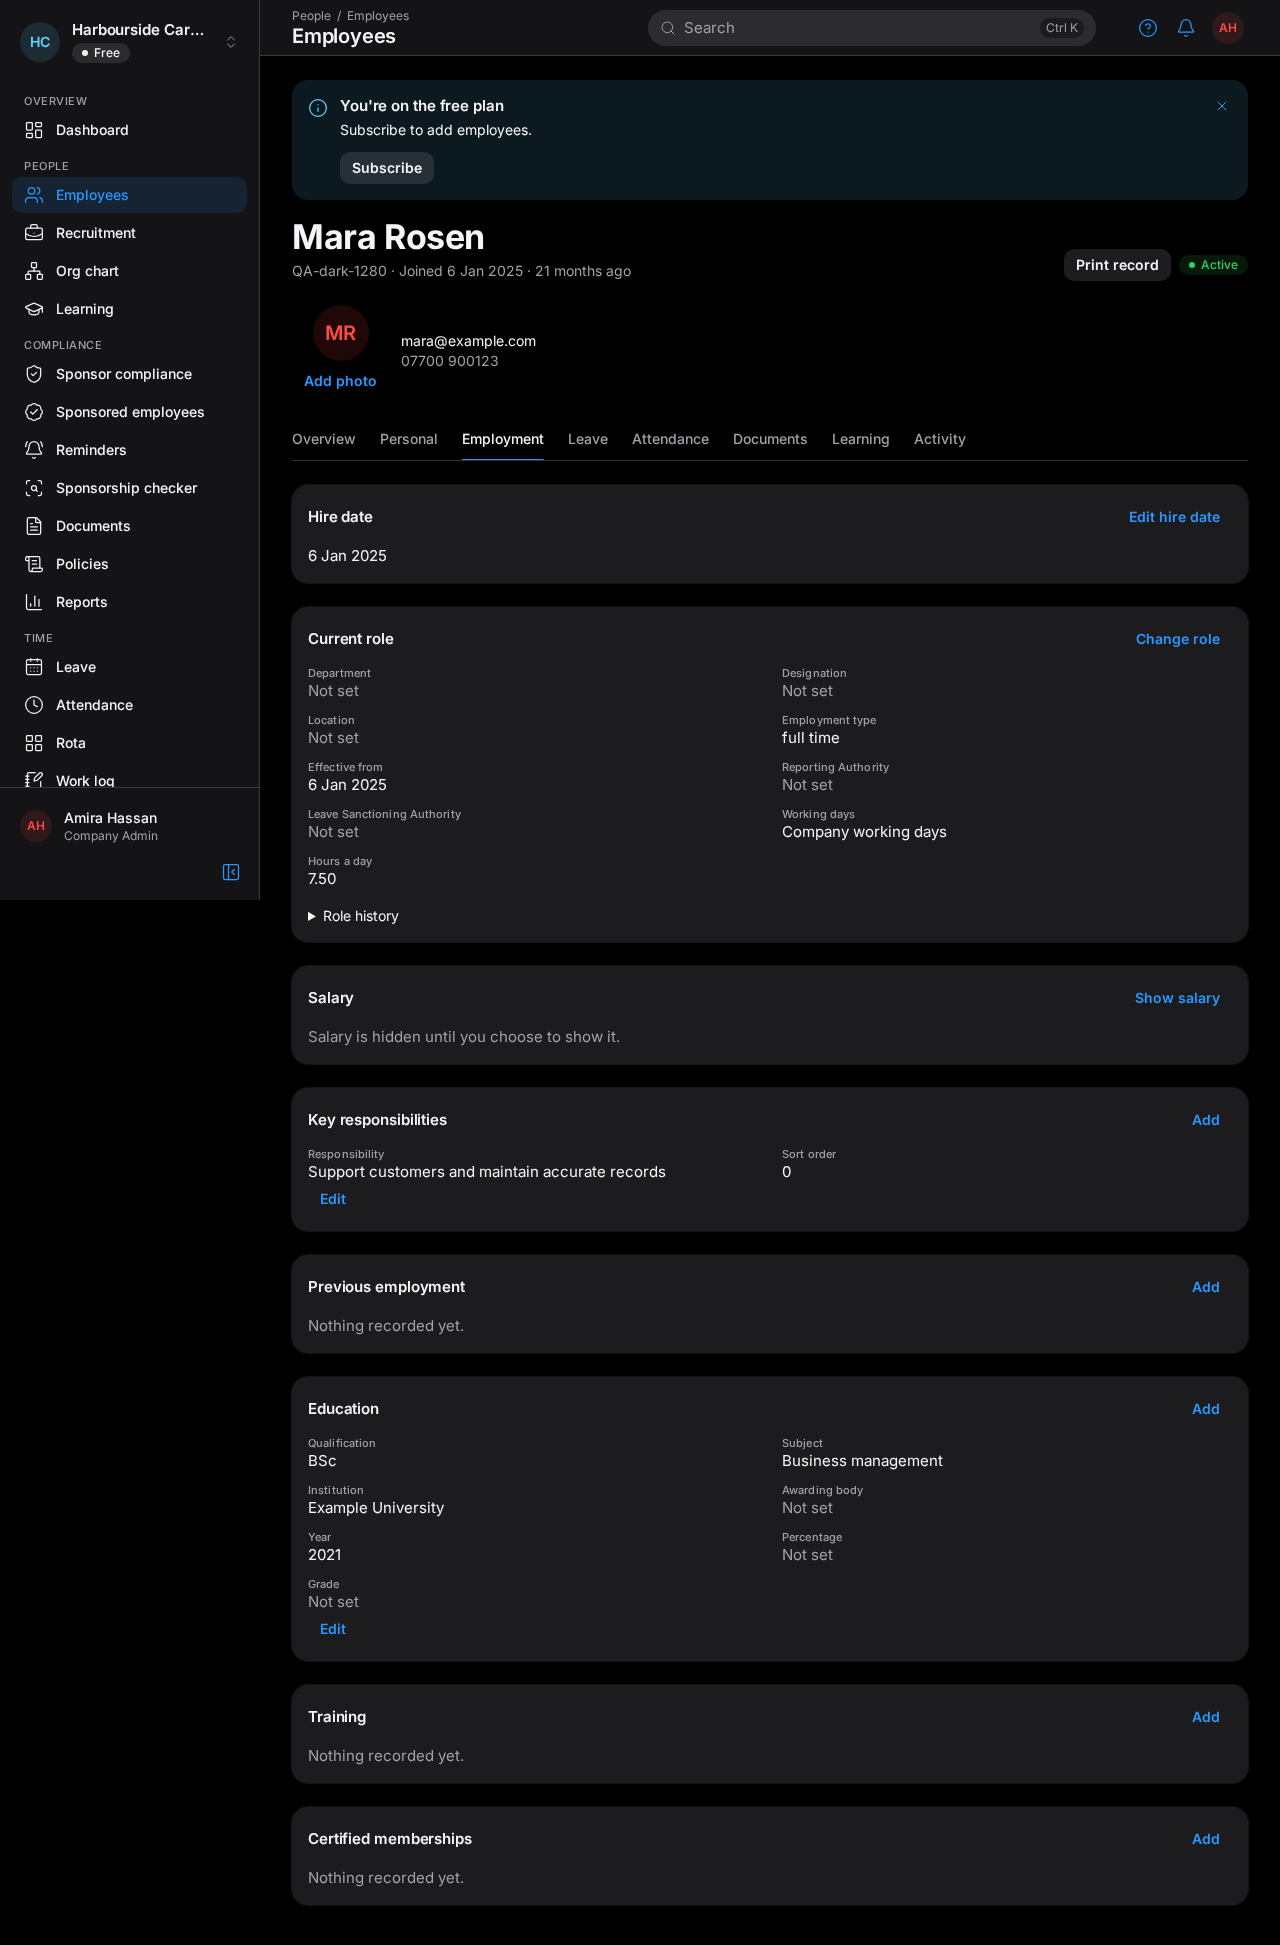 HC
Harbourside Car...
Free
OVERVIEW
Dashboard
PEOPLE
Employees
Recruitment
Org chart
Learning
COMPLIANCE
Sponsor compliance
Sponsored employees
Reminders
Sponsorship checker
Documents
Policies
Reports
TIME
Leave
Attendance
Rota
Work log
AH
Amira Hassan
Company Admin
People / Employees
Employees
Search
Ctrl K
AH
You're on the free plan
Subscribe to add employees.
Subscribe
Mara Rosen
QA-dark-1280 · Joined 6 Jan 2025 · 21 months ago
Print record
Active
MR
Add photo
mara@example.com
07700 900123
Overview Personal Employment Leave Attendance Documents Learning Activity
Hire date
Edit hire date
6 Jan 2025
Current role
Change role
Department
Not set
Designation
Not set
Location
Not set
Employment type
full time
Effective from
6 Jan 2025
Reporting Authority
Not set
Leave Sanctioning Authority
Not set
Working days
Company working days
Hours a day
7.50
Role history
Salary
Show salary
Salary is hidden until you choose to show it.
Key responsibilities
Add
Responsibility
Support customers and maintain accurate records
Sort order
0
Edit
Previous employment
Add
Nothing recorded yet.
Education
Add
Qualification
BSc
Subject
Business management
Institution
Example University
Awarding body
Not set
Year
2021
Percentage
Not set
Grade
Not set
Edit
Training
Add
Nothing recorded yet.
Certified memberships
Add
Nothing recorded yet.